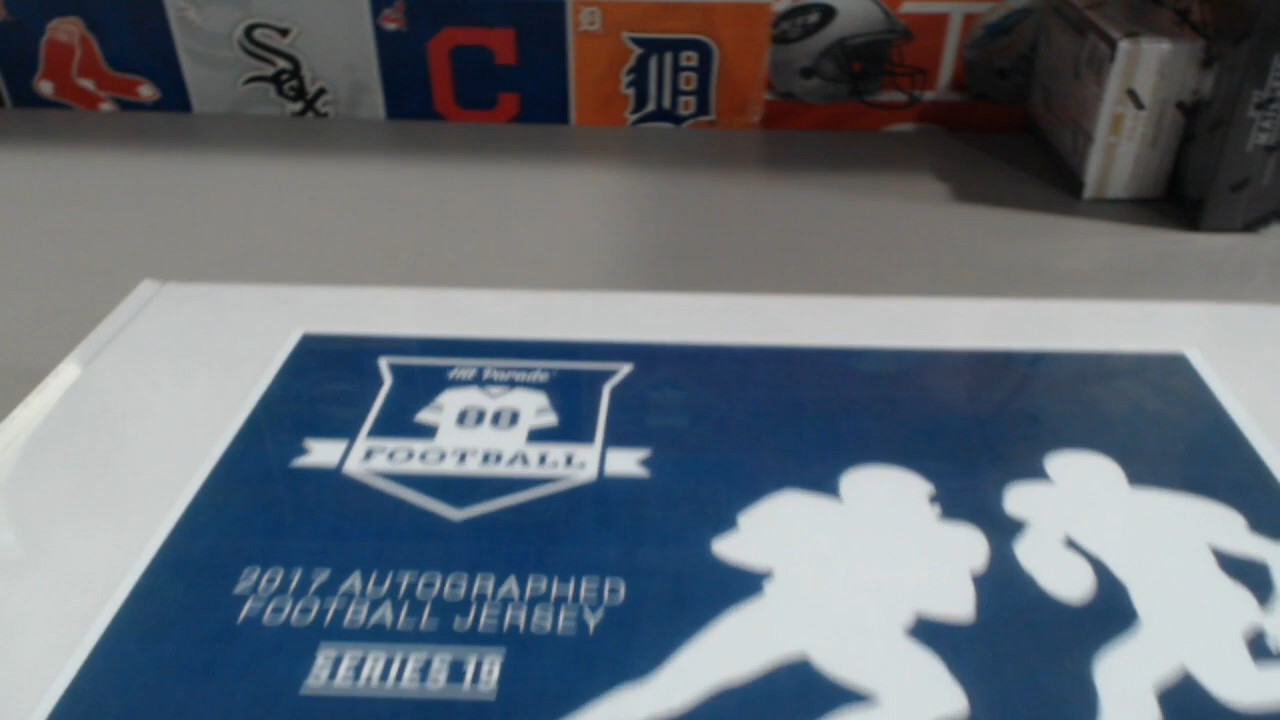 Sox
C
D
Hit Parade
00
FOOTBALL
2017 AUTOGRAPHED
FOOTBALL JERSEY
SERIES 19